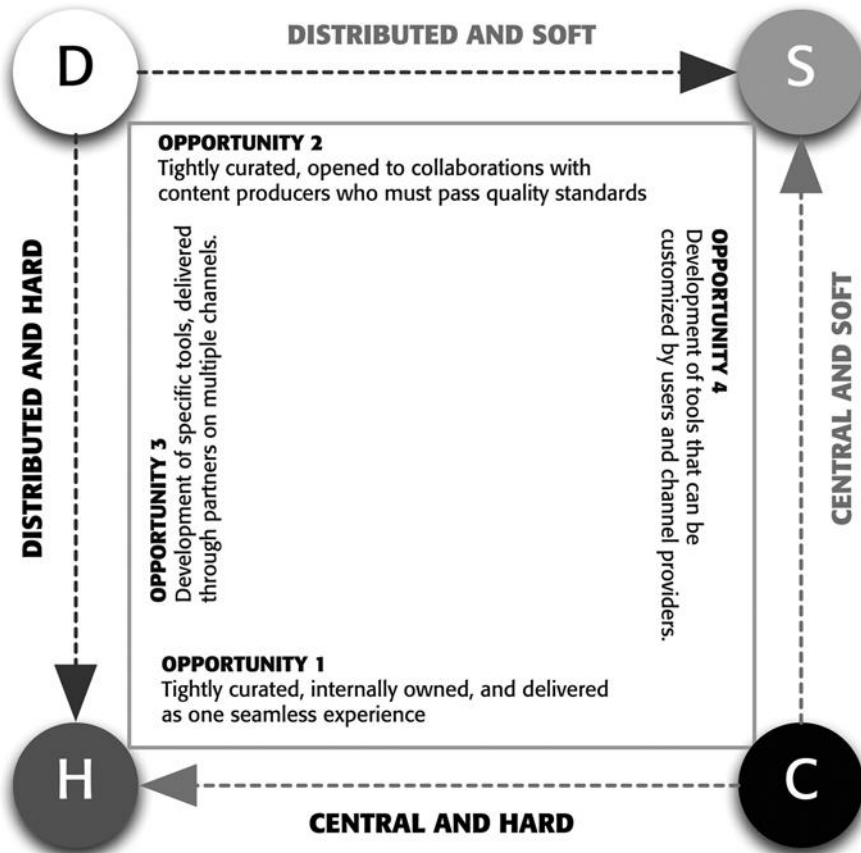 D
DISTRIBUTED AND SOFT
S
OPPORTUNITY 2
Tightly curated, opened to collaborations with
content producers who must pass quality standards
DISTRIBUTED AND HARD
OPPORTUNITY 3
Development of specific tools, delivered
through partners on multiple channels.
OPPORTUNITY 4
Development of tools that can be
customized by users and channel providers.
CENTRAL AND SOFT
OPPORTUNITY 1
Tightly curated, internally owned, and delivered
as one seamless experience
H
CENTRAL AND HARD
C